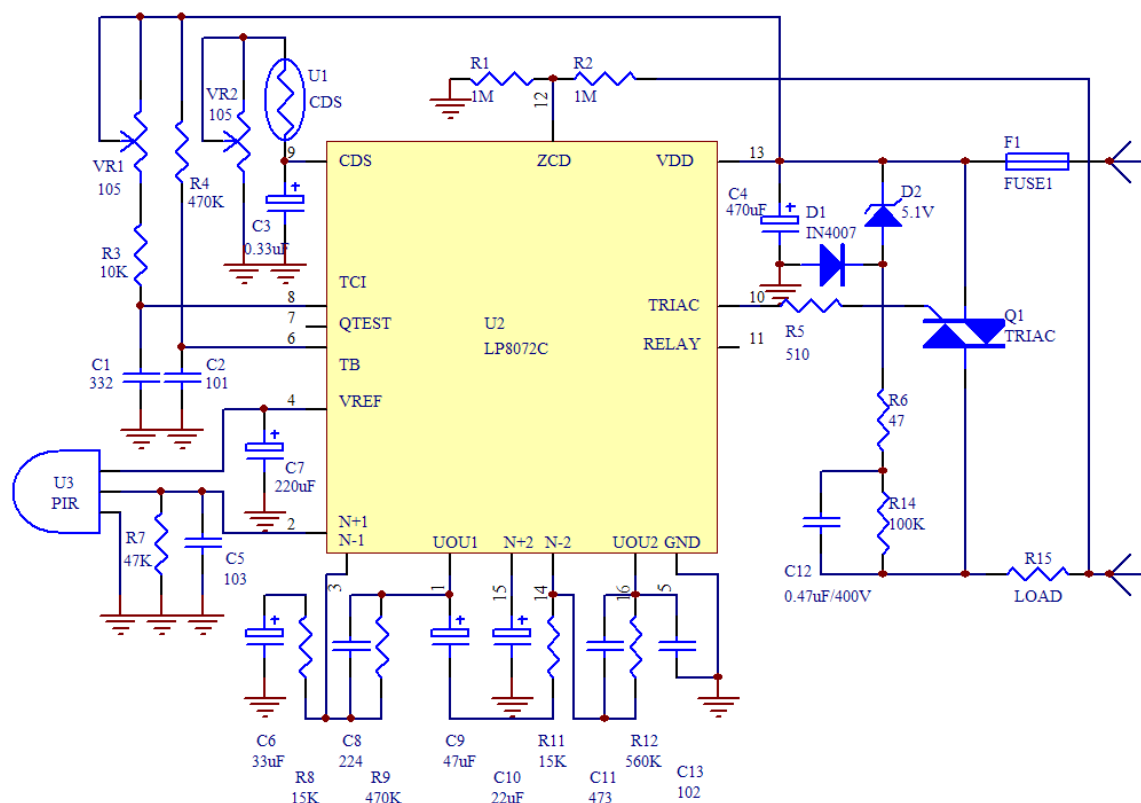 U1
CDS
VR2
105
VR1
105
R4
470K
R3
10K
C3
0.33uF
R1
1M
R2
1M
12
9
CDS
ZCD
VDD
13
F1
FUSE1
C4
470uF
D1
IN4007
D2
5.1V
TCI
8
7
QTEST
6
TB
4
VREF
U2
LP8072C
TRIAC
10
RELAY
11
R5
510
Q1
TRIAC
C1
332
C2
101
R6
47
R14
100K
C12
0.47uF/400V
R15
LOAD
U3
PIR
C7
220uF
R7
47K
C5
103
2
N+1
N-1
UOU1
N+2
N-2
UOU2
GND
3
1
15
14
16
5
C6
33uF
R8
15K
C8
224
R9
470K
C9
47uF
C10
22uF
R11
15K
C11
473
R12
560K
C13
102